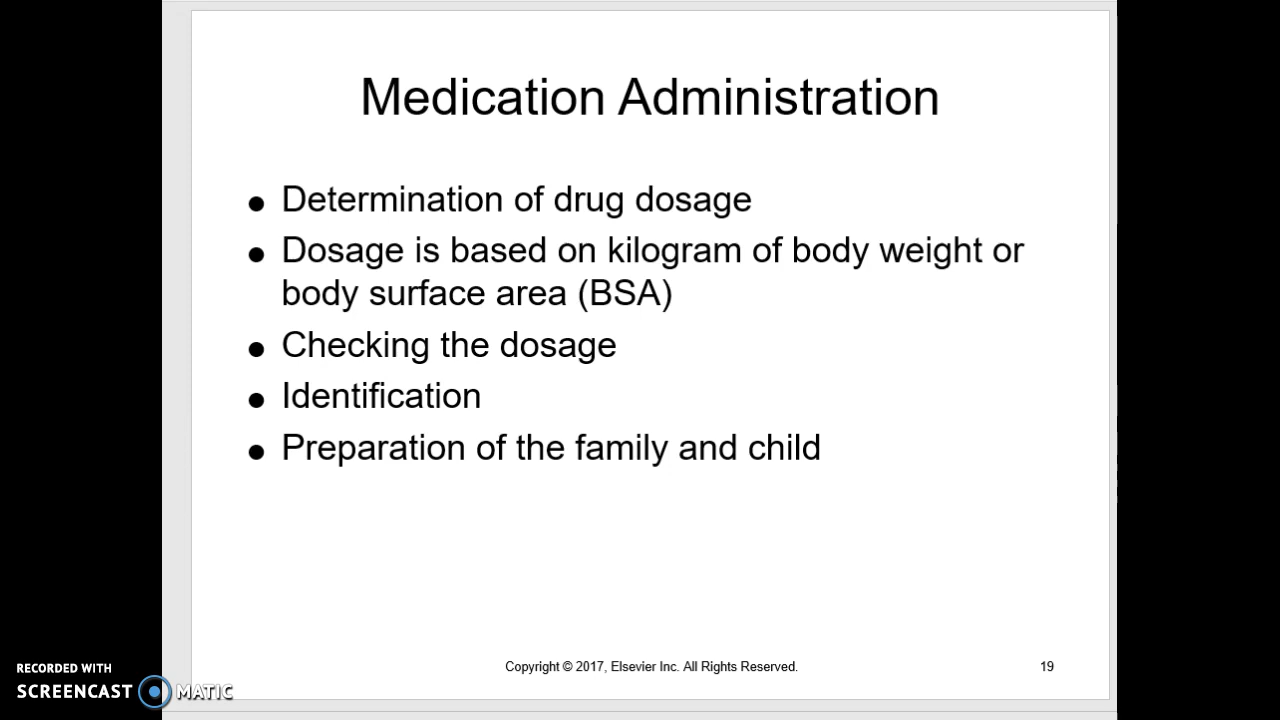 Medication Administration
● Determination of drug dosage
● Dosage is based on kilogram of body weight or
body surface area (BSA)
● Checking the dosage
● Identification
● Preparation of the family and child
Copyright © 2017, Elsevier Inc. All Rights Reserved.
19
RECORDED WITH
SCREENCAST MATIC